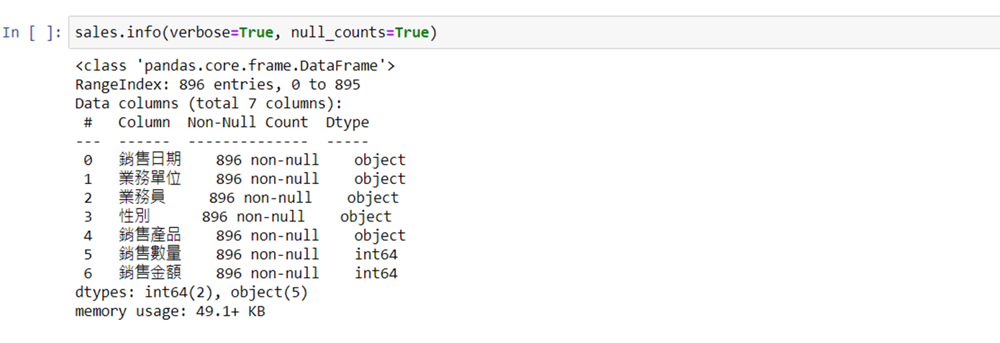 In [ ]: sales.info(verbose=True, null_counts=True)
<class 'pandas.core.frame.DataFrame'>
RangeIndex: 896 entries, 0 to 895
Data columns (total 7 columns):
 #   Column  Non-Null Count  Dtype
---  ------  --------------  -----
 0   銷售日期    896 non-null    object
 1   業務單位    896 non-null    object
 2   業務員     896 non-null    object
 3   性別      896 non-null    object
 4   銷售產品    896 non-null    object
 5   銷售數量    896 non-null    int64
 6   銷售金額    896 non-null    int64
dtypes: int64(2), object(5)
memory usage: 49.1+ KB